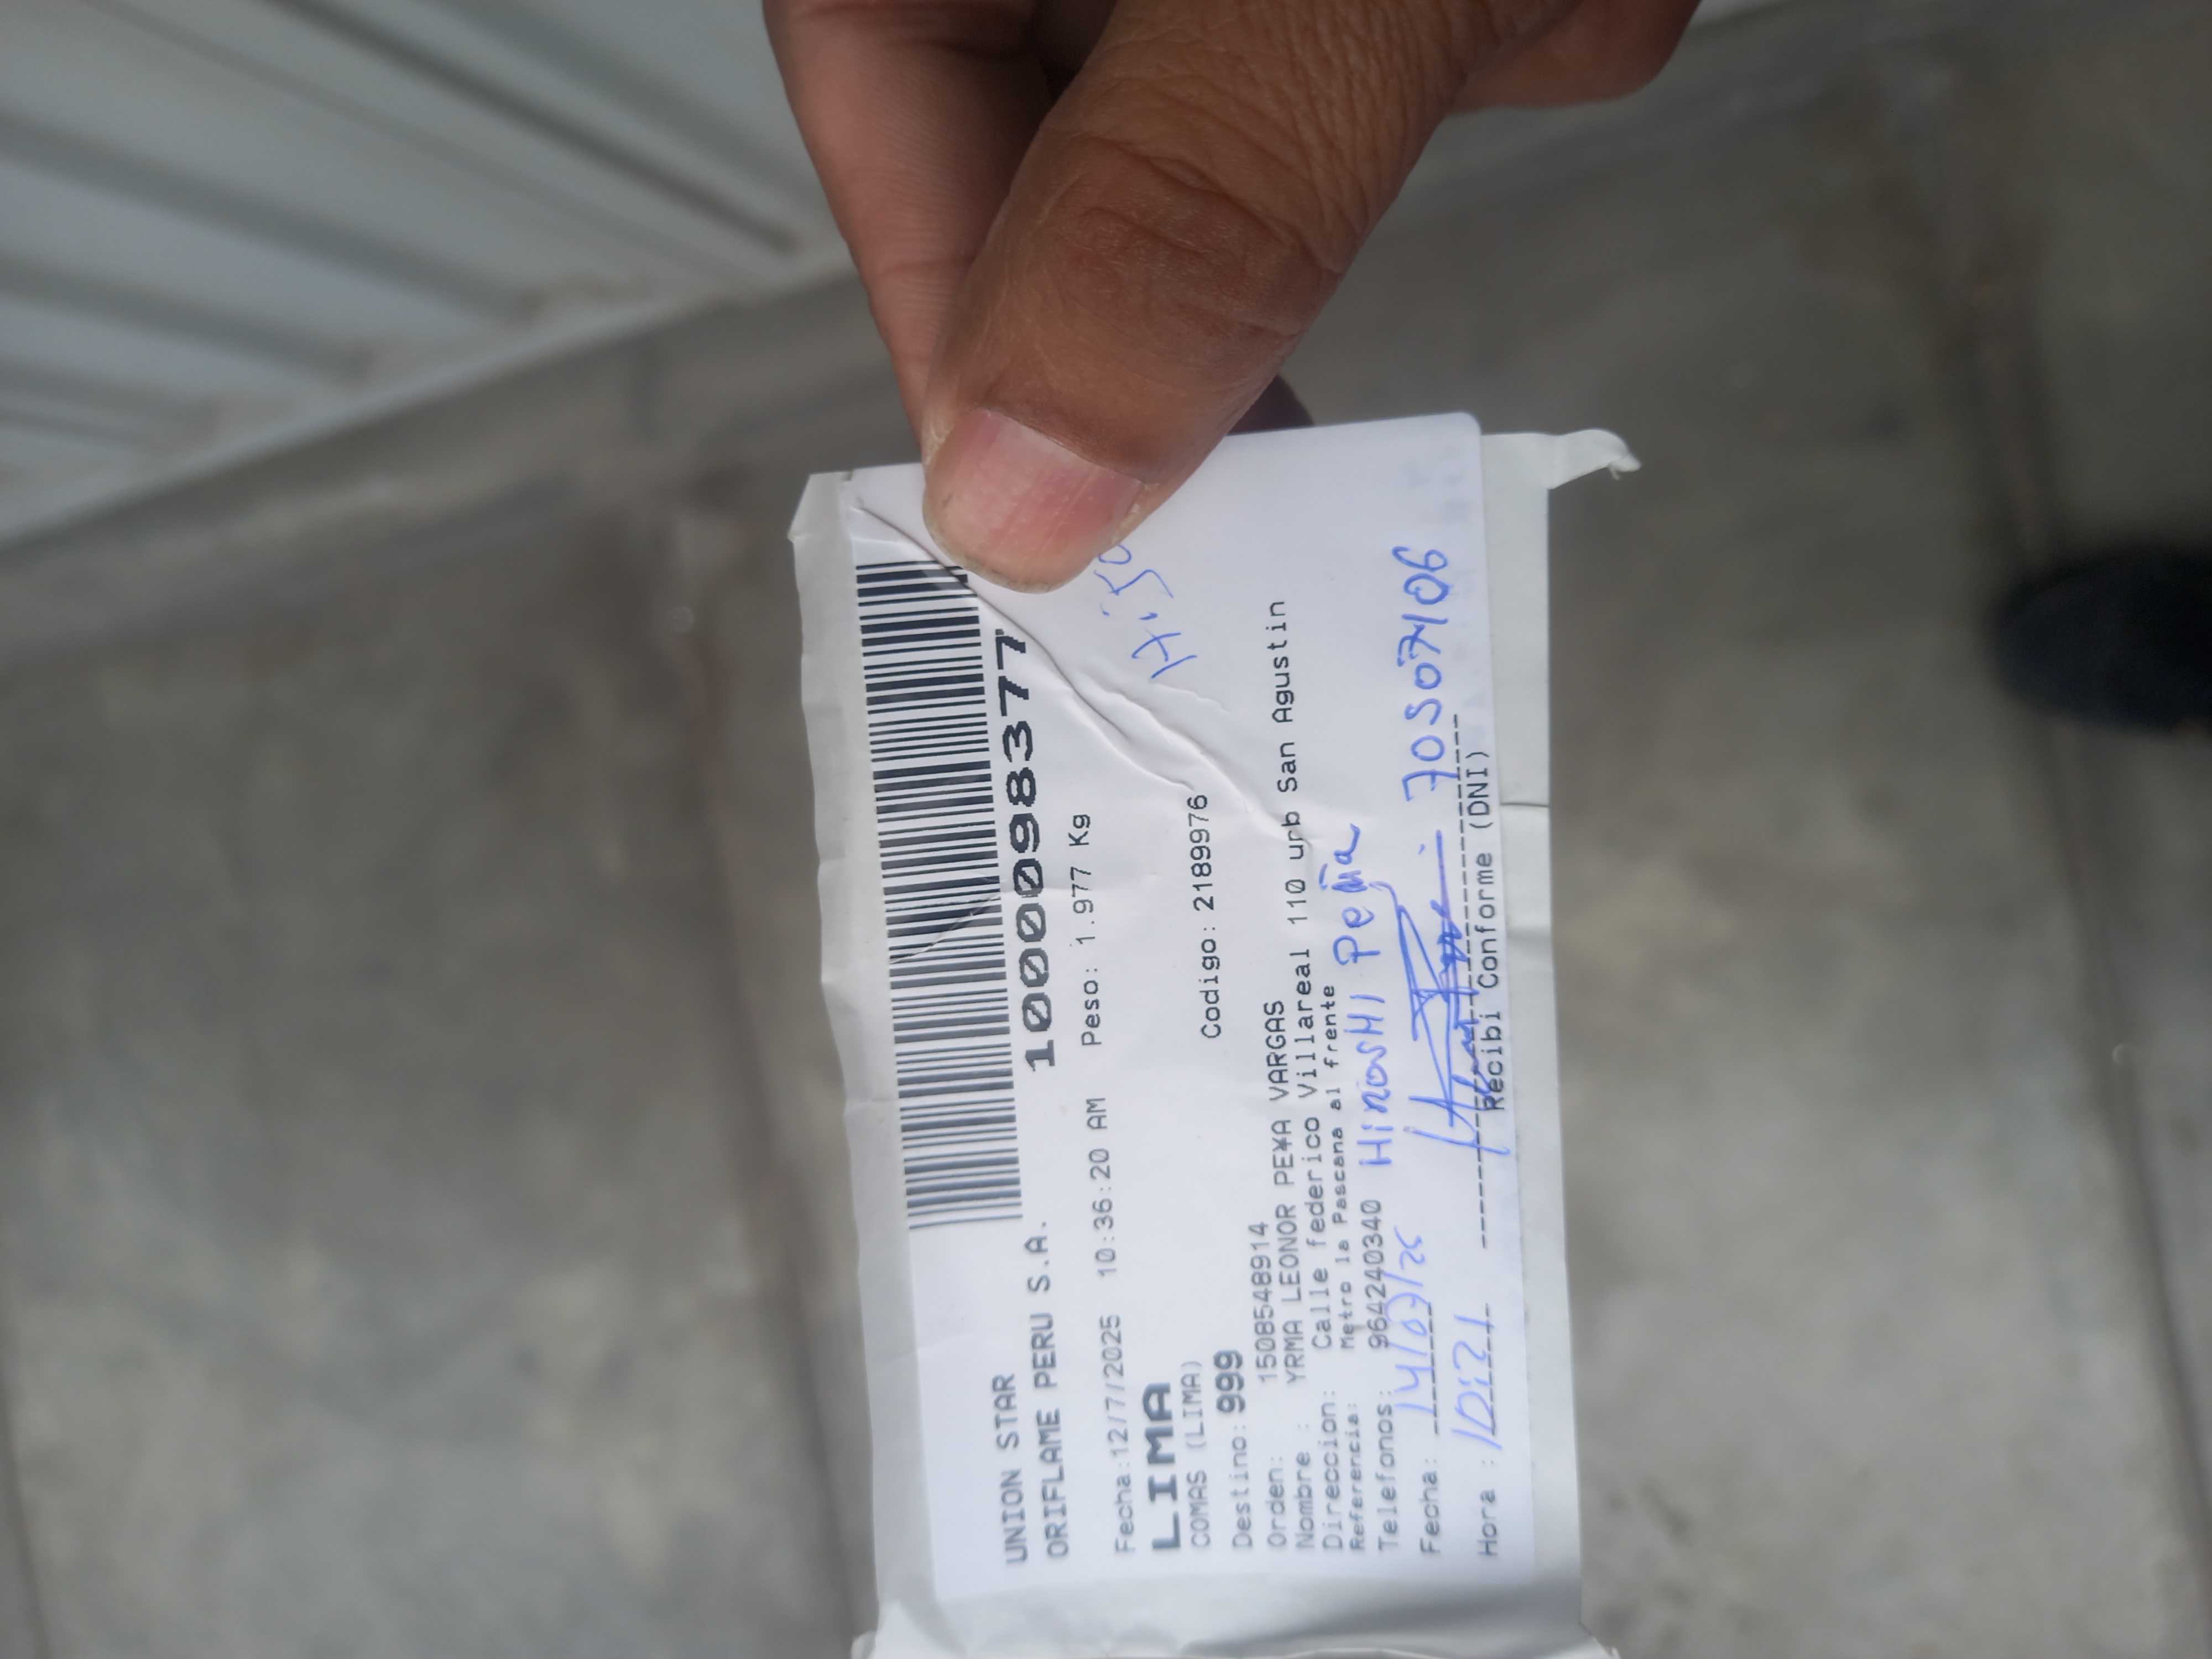 UNION STAR
ORIFLAME PERU S.A. 10000983777
Fecha:12/7/2025 10:36:20 AM Peso: 1.977 Kg
LIMA
COMAS (LIMA) Codigo: 2189976
Destino: 999
Orden: 1508548914
Nombre : YRMA LEONOR PE¥A VARGAS
Direccion: Calle federico Villareal 110 urb San Agustin
Referencia: Metro la Pascana al frente
Telefonos: 964240340 HinosHI Peña
Fecha: 14/07/25 70507106
Hora : 10:21
Recibi Conforme (DNI)